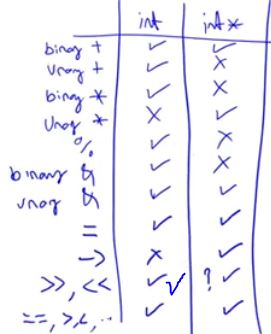 int int *
binary + ✓ ✓
unary + ✓ ✗
binary * ✓ ✗
unary * ✗ ✓
% ✓ ✗
binary & ✓ ✗
unary & ✓ ✓
= ✓ ✓
-> ✗ ✓
>>, << ✓ ✓ ? ✓
==, >, <, ... ✓ ✓